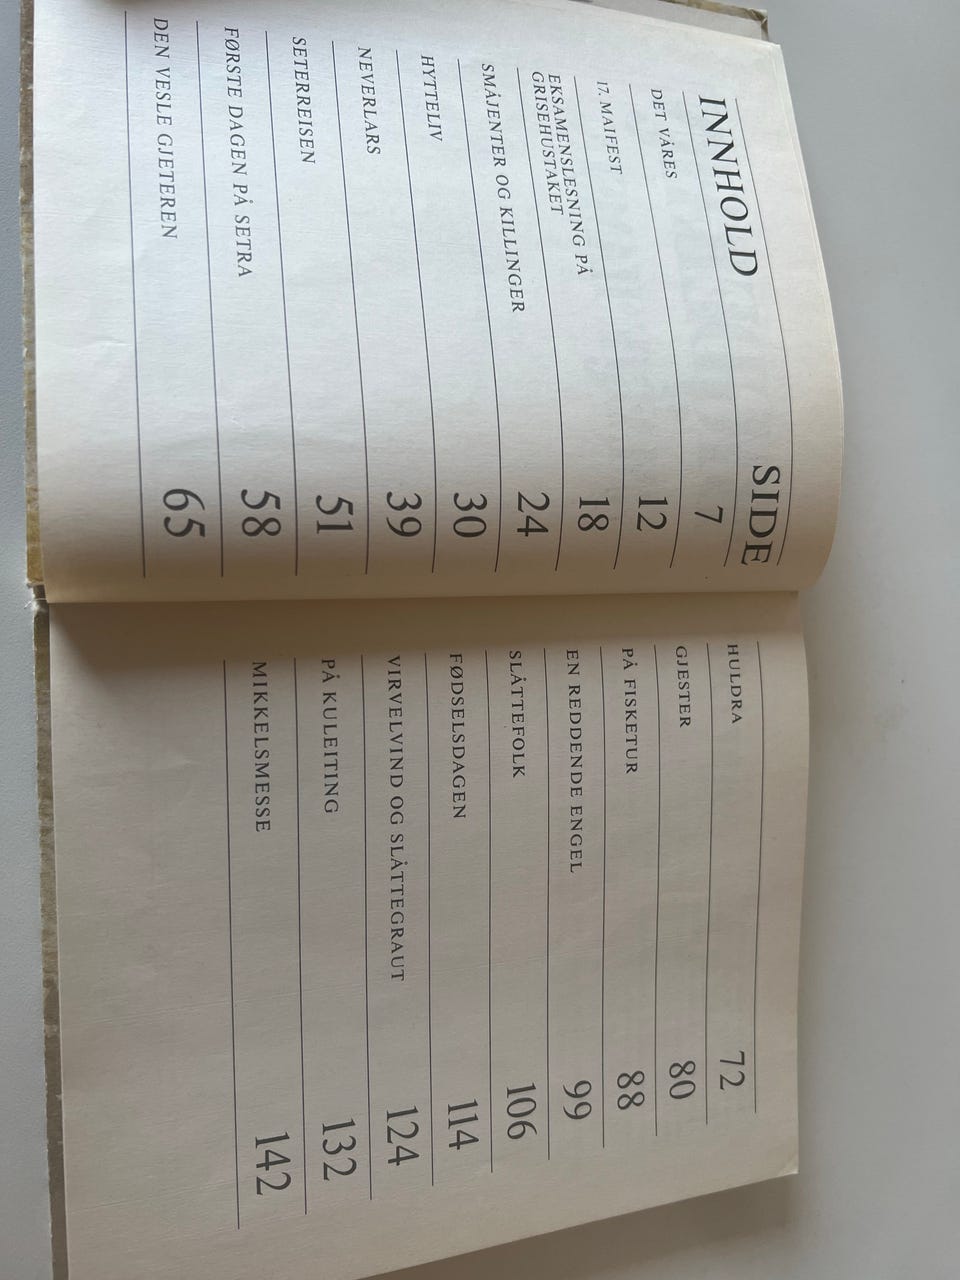 INNHOLD SIDE
DET VÅRES 7
17. MAIFEST 12
EKSAMENSLESNING PÅ
GRISEHUSTAKET 18
SMÅJENTER OG KILLINGER 24
HYTTELIV 30
NEVERLARS 39
SETERREISEN 51
FØRSTE DAGEN PÅ SETRA 58
DEN VESLE GJETEREN 65
HULDRA 72
GJESTER 80
PÅ FISKETUR 88
EN REDDENDE ENGEL 99
SLÅTTEFOLK 106
FØDSELSDAGEN 114
VIRVELVIND OG SLÅTTEGRAUT 124
PÅ KULEITING 132
MIKKELSMESSE 142